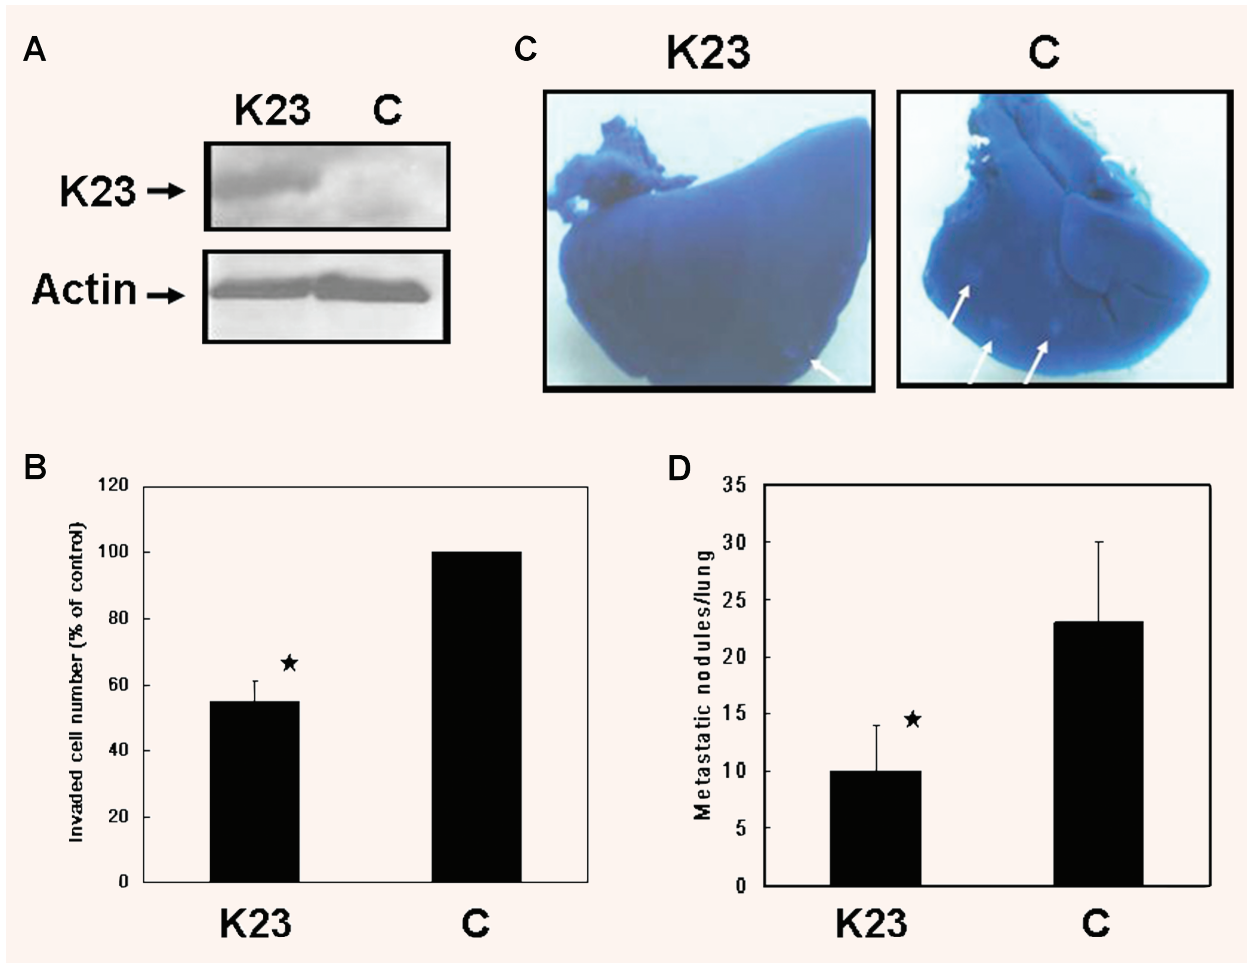 A
K23 C
K23
Actin
C
K23 C
B
Invaded cell number (% of control)
120
100
80
60
40
20
0
K23 C
D
Metastatic nodules/lung
35
30
25
20
15
10
5
0
K23 C